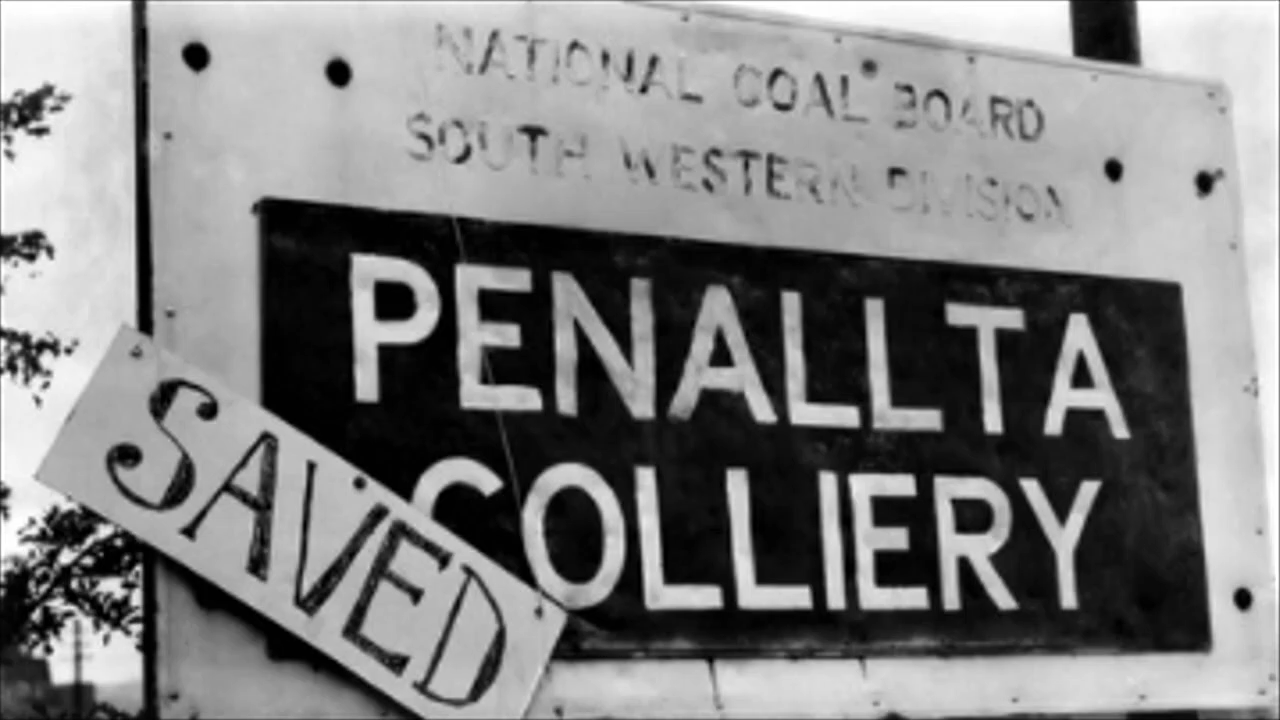 NATIONAL COAL BOARD
SOUTH WESTERN DIVISION
PENALLTA
COLLIERY
SAVED